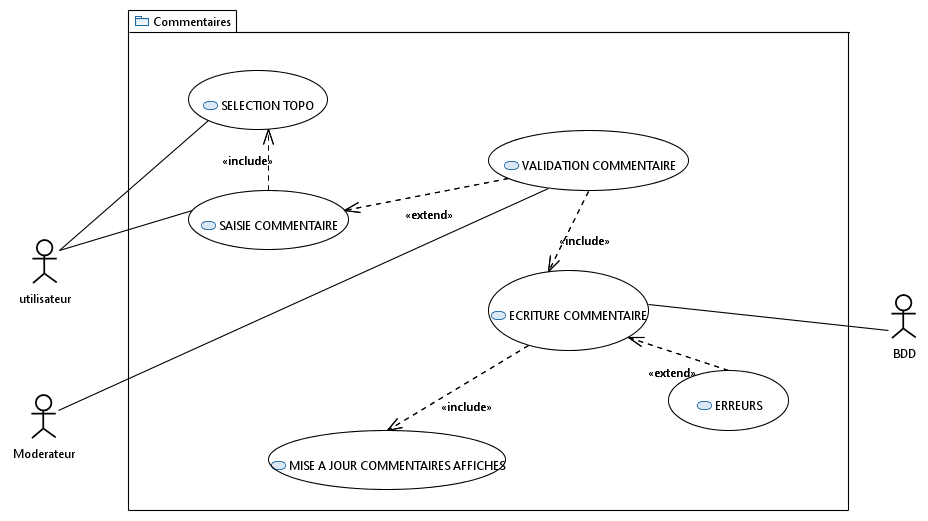 Commentaires
SELECTION TOPO
«include»
VALIDATION COMMENTAIRE
SAISIE COMMENTAIRE
«extend»
«include»
utilisateur
ECRITURE COMMENTAIRE
BDD
«extend»
«include»
ERREURS
Moderateur
MISE A JOUR COMMENTAIRES AFFICHES